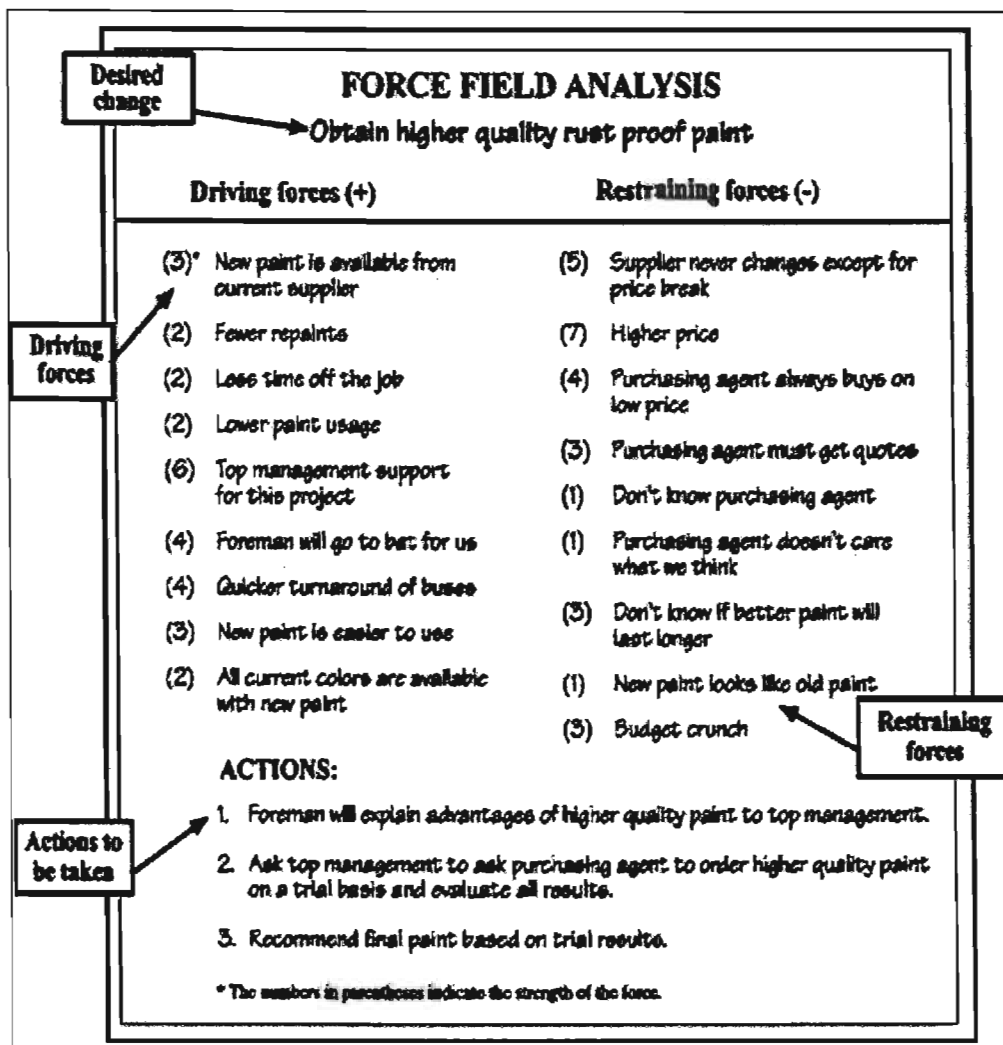 Desired
change
FORCE FIELD ANALYSIS
Obtain higher quality rust proof paint
Driving forces (+)
Restraining forces (-)
(3)* New paint is available from
current supplier
(2) Fewer repaints
(2) Less time off the job
(2) Lower paint usage
(6) Top management support
for this project
(4) Foreman will go to bat for us
(4) Quicker turnaround of buses
(3) New paint is easier to use
(2) All current colors are available
with new paint
Driving
forces
(5) Supplier never changes except for
price break
(7) Higher price
(4) Purchasing agent always buys on
low price
(3) Purchasing agent must get quotes
(1) Don't know purchasing agent
(1) Purchasing agent doesn't care
what we think
(3) Don't know if better paint will
last longer
(1) New paint looks like old paint
(3) Budget crunch
Restraining
forces
ACTIONS:
Actions to
be taken
1. Foreman will explain advantages of higher quality paint to top management.
2. Ask top management to ask purchasing agent to order higher quality paint
on a trial basis and evaluate all results.
3. Recommend final paint based on trial results.
* The numbers in parentheses indicate the strength of the force.